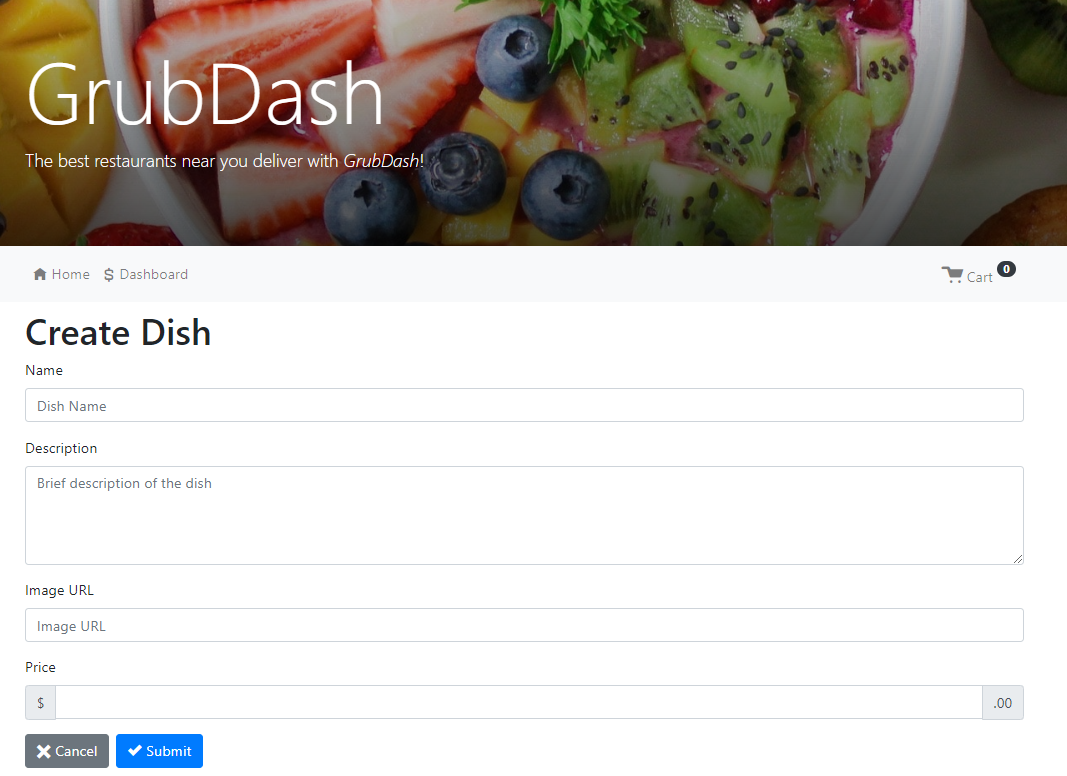 GrubDash
The best restaurants near you deliver with GrubDash!
Home $ Dashboard Cart 0
Create Dish
Name
Dish Name
Description
Brief description of the dish
Image URL
Image URL
Price
$ .00
Cancel Submit